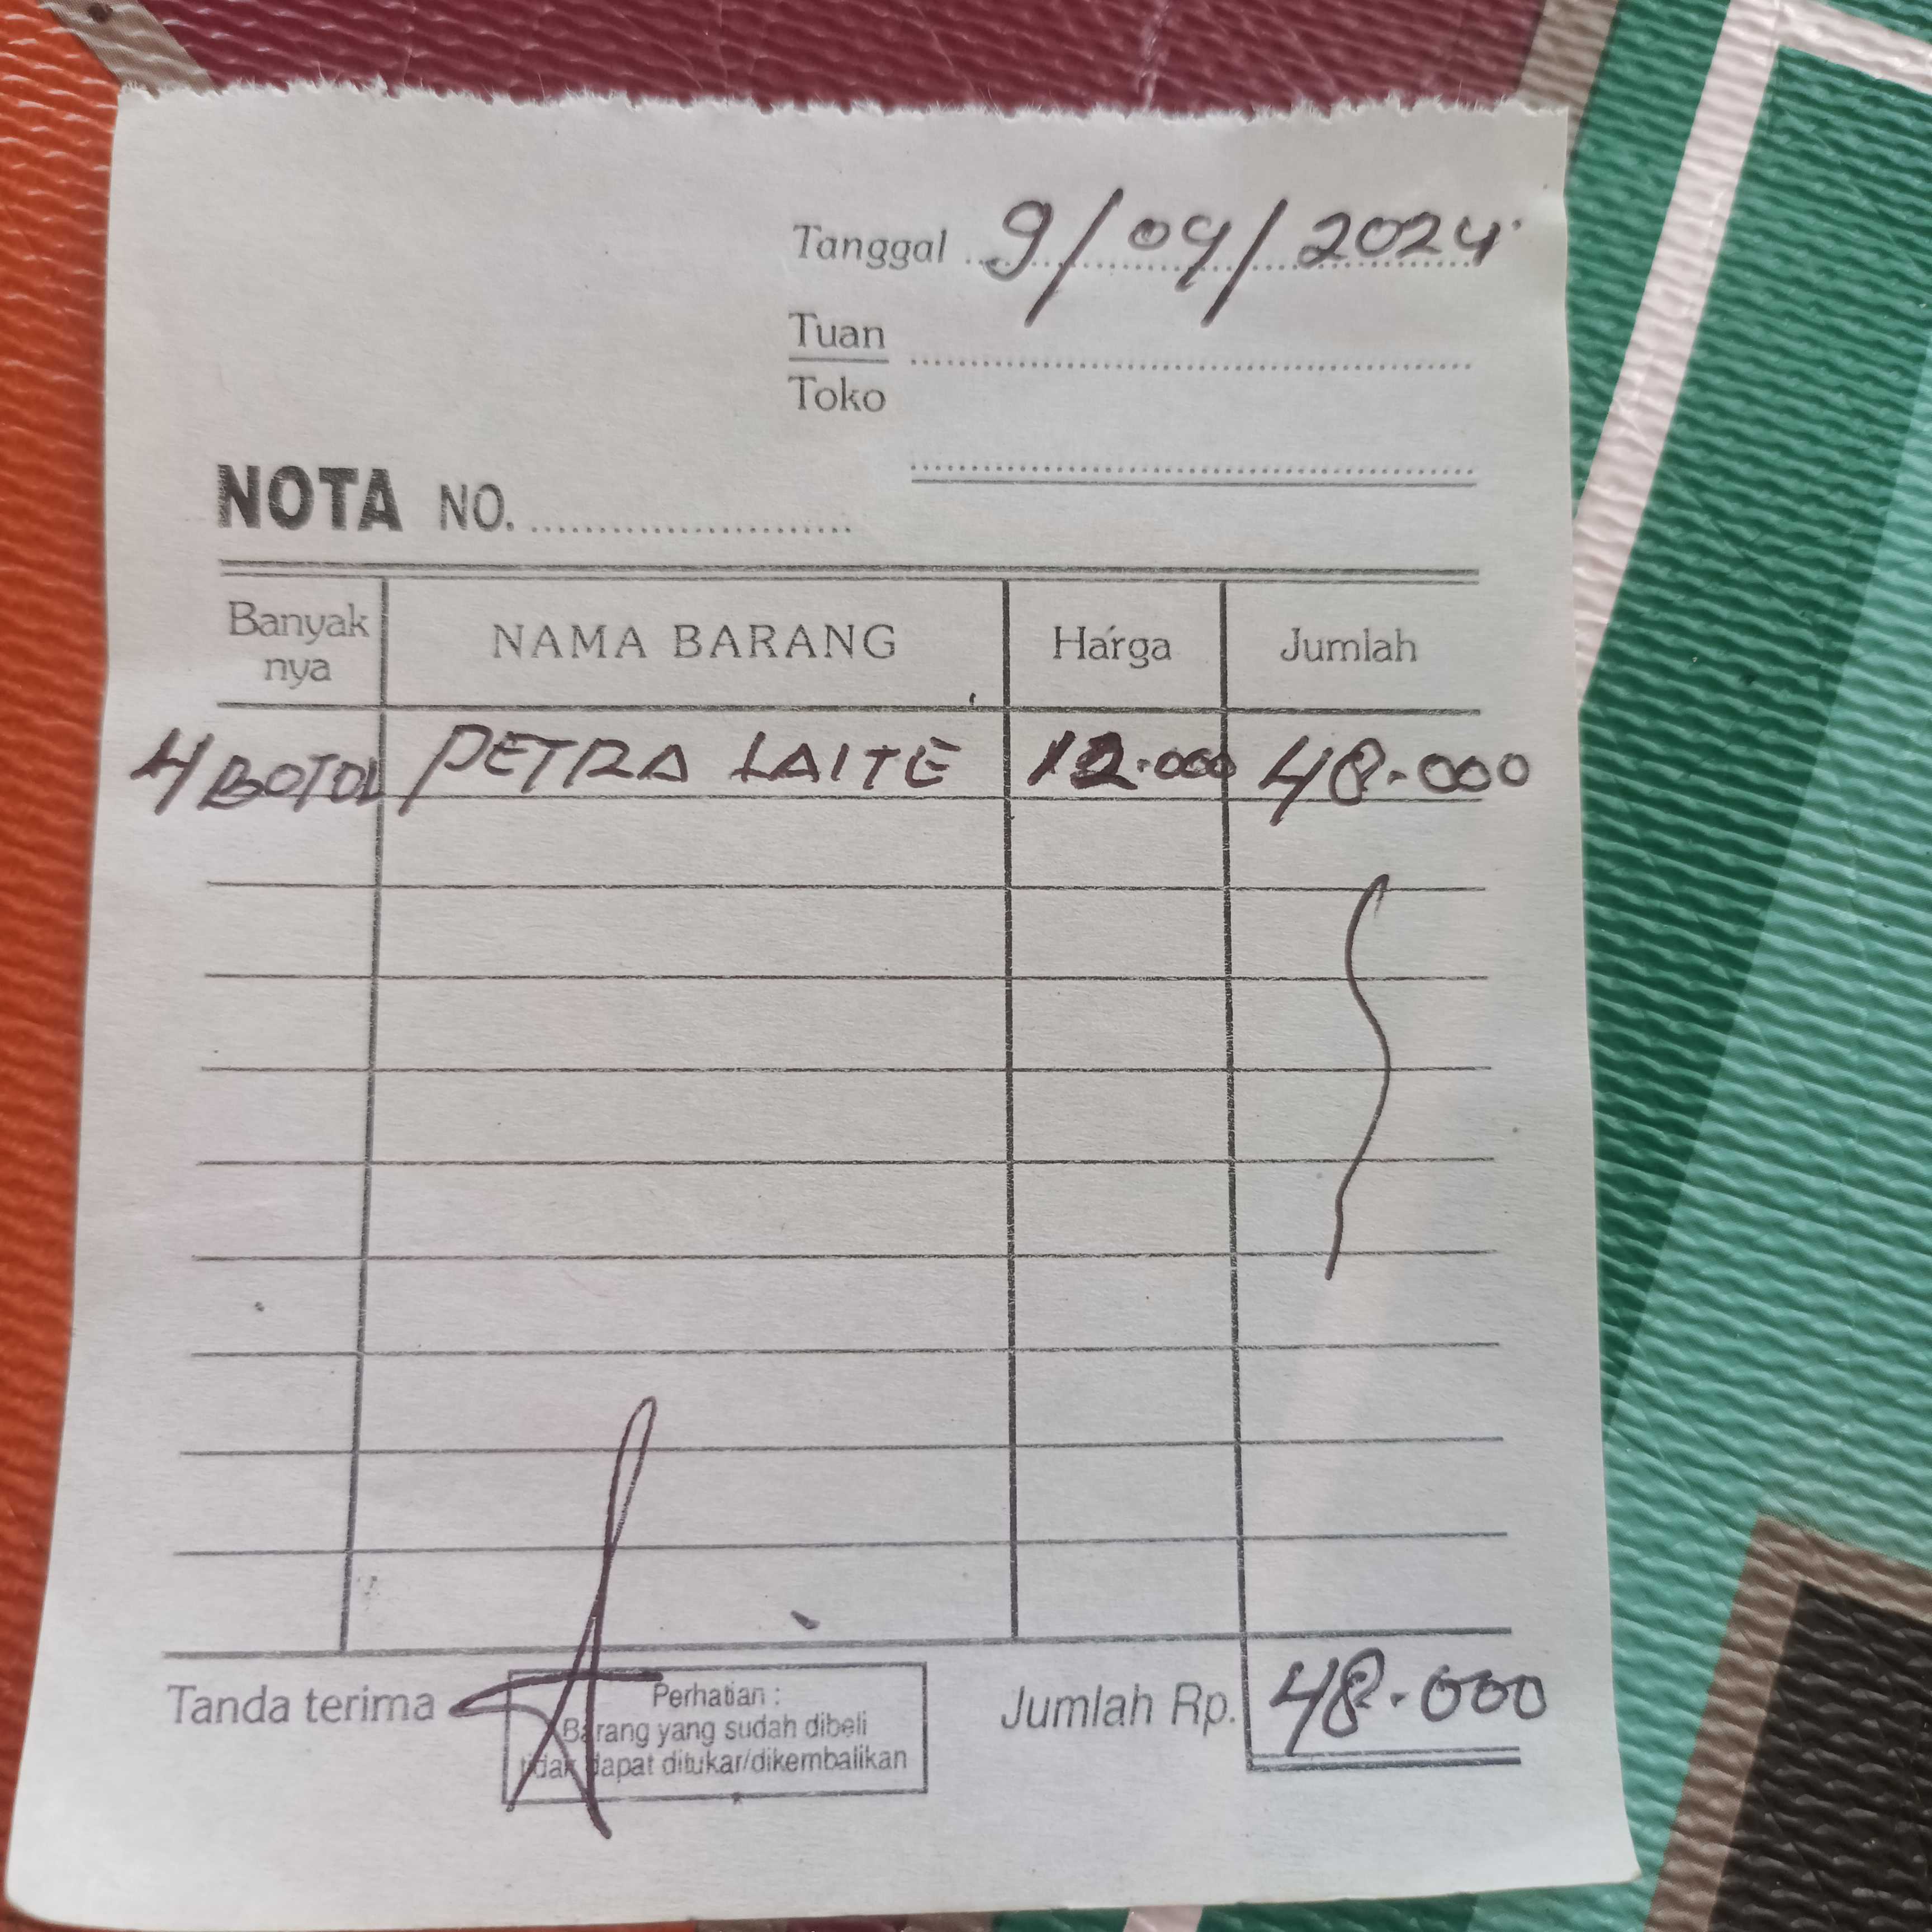 Tanggal 9/04/2024
Tuan
Toko
NOTA NO.
Banyak nya NAMA BARANG Harga Jumlah
4 BOTOL PETRA LAITE 12.000 48.000
Tanda terima
Perhatian :
Barang yang sudah dibeli
tidak dapat ditukar/dikembalikan
Jumlah Rp. 48.000